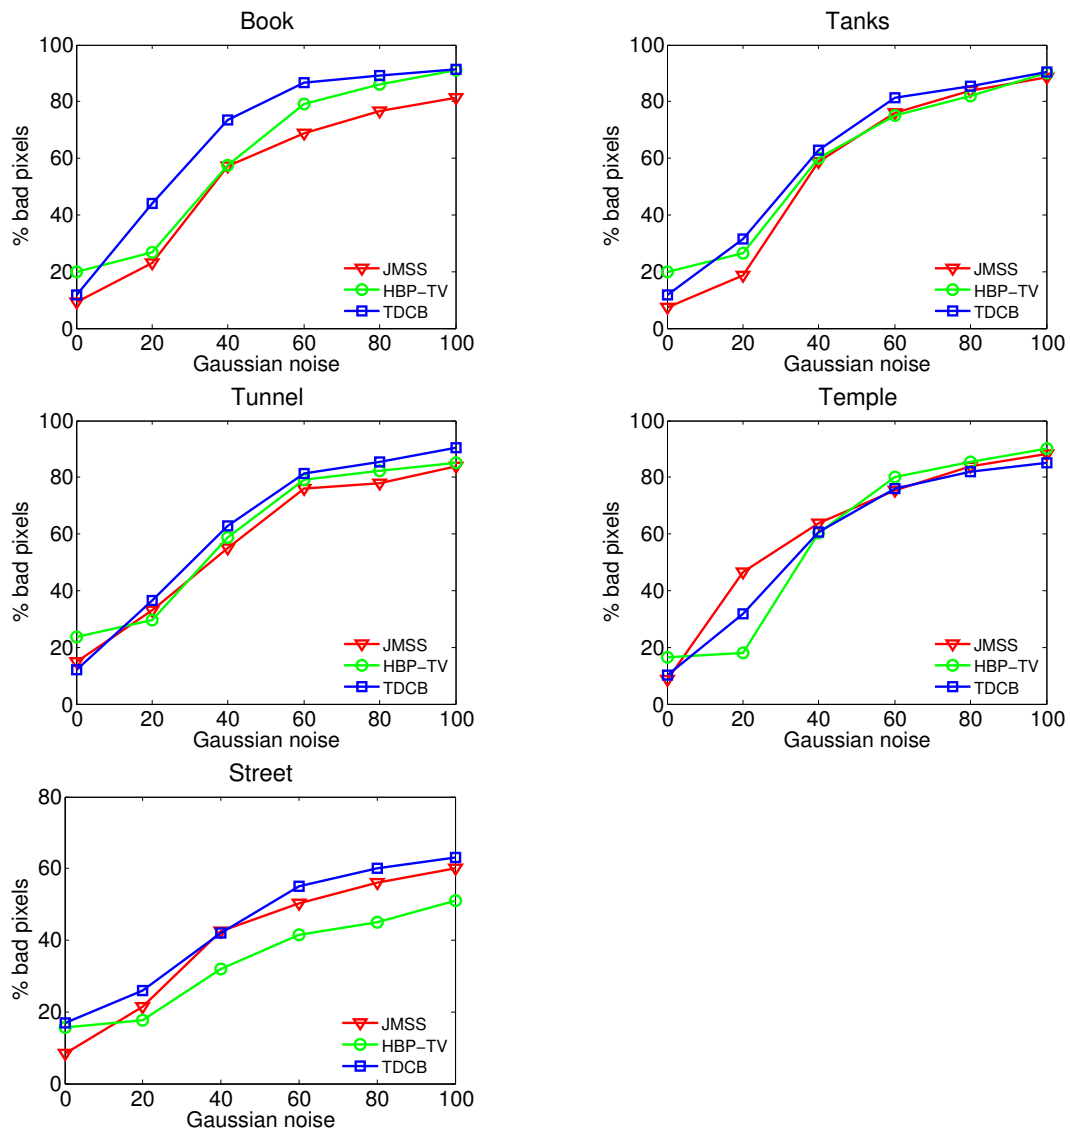 Book
100
80
60
40
20
0
% bad pixels
0 20 40 60 80 100
Gaussian noise
JMSS
HBP−TV
TDCB
Tanks
100
80
60
40
20
0
% bad pixels
0 20 40 60 80 100
Gaussian noise
JMSS
HBP−TV
TDCB
Tunnel
100
80
60
40
20
0
% bad pixels
0 20 40 60 80 100
Gaussian noise
JMSS
HBP−TV
TDCB
Temple
100
80
60
40
20
0
% bad pixels
0 20 40 60 80 100
Gaussian noise
JMSS
HBP−TV
TDCB
Street
80
60
40
20
0
% bad pixels
0 20 40 60 80 100
Gaussian noise
JMSS
HBP−TV
TDCB